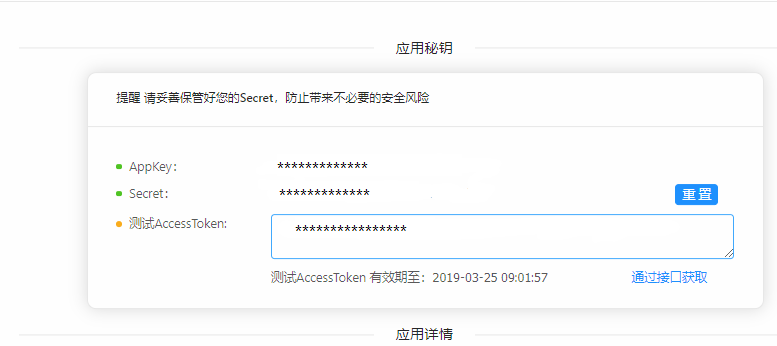 应用秘钥
提醒 请妥善保管好您的Secret，防止带来不必要的安全风险
AppKey： *************
Secret： ************* 重 置
测试AccessToken: ****************
测试AccessToken 有效期至：2019-03-25 09:01:57 通过接口获取
应用详情